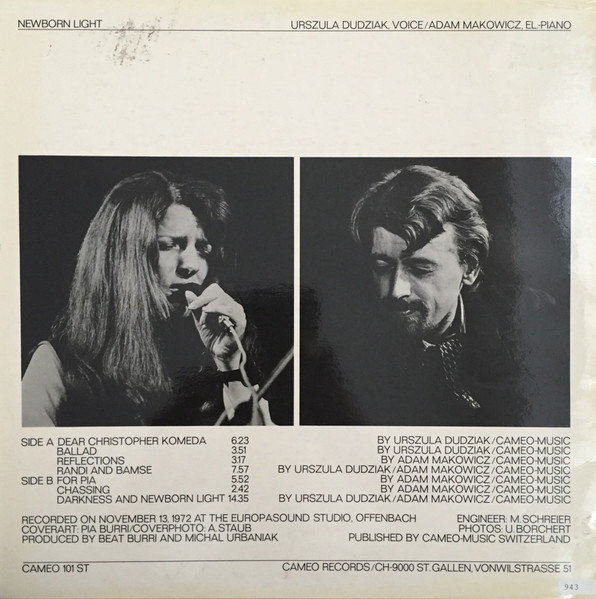 NEWBORN LIGHT URSZULA DUDZIAK, VOICE/ADAM MAKOWICZ, EL.-PIANO
SIDE A DEAR CHRISTOPHER KOMEDA 6.23 BY URSZULA DUDZIAK/CAMEO-MUSIC
BALLAD 3.51 BY URSZULA DUDZIAK/CAMEO-MUSIC
REFLECTIONS 3.17 BY ADAM MAKOWICZ/CAMEO-MUSIC
RANDI AND BAMSE 7.57 BY URSZULA DUDZIAK/ADAM MAKOWICZ/CAMEO-MUSIC
SIDE B FOR PIA 5.52 BY ADAM MAKOWICZ/CAMEO-MUSIC
CHASSING 2.42 BY ADAM MAKOWICZ/CAMEO-MUSIC
DARKNESS AND NEWBORN LIGHT 14.35 BY URSZULA DUDZIAK/ADAM MAKOWICZ/CAMEO-MUSIC
RECORDED ON NOVEMBER 13, 1972 AT THE EUROPASOUND STUDIO, OFFENBACH ENGINEER: M. SCHREIER
COVERART: PIA BURRI/COVERPHOTO: A STAUB PHOTOS: U. BORCHERT
PRODUCED BY BEAT BURRI AND MICHAL URBANIAK PUBLISHED BY CAMEO-MUSIC SWITZERLAND
CAMEO 101 ST CAMEO RECORDS/CH-9000 ST. GALLEN, VONWILSTRASSE 51
943